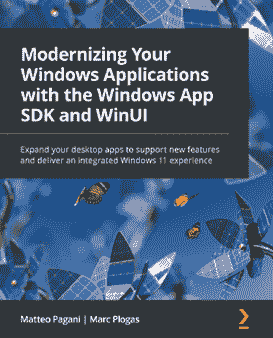 Modernizing Your
Windows Applications
with the Windows App
SDK and WinUI
Expand your desktop apps to support new features
and deliver an integrated Windows 11 experience
Matteo Pagani | Marc Plogas